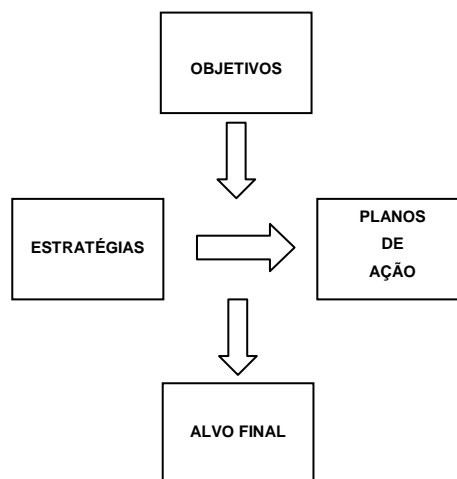 OBJETIVOS
ESTRATÉGIAS
PLANOS
DE
AÇÃO
ALVO FINAL